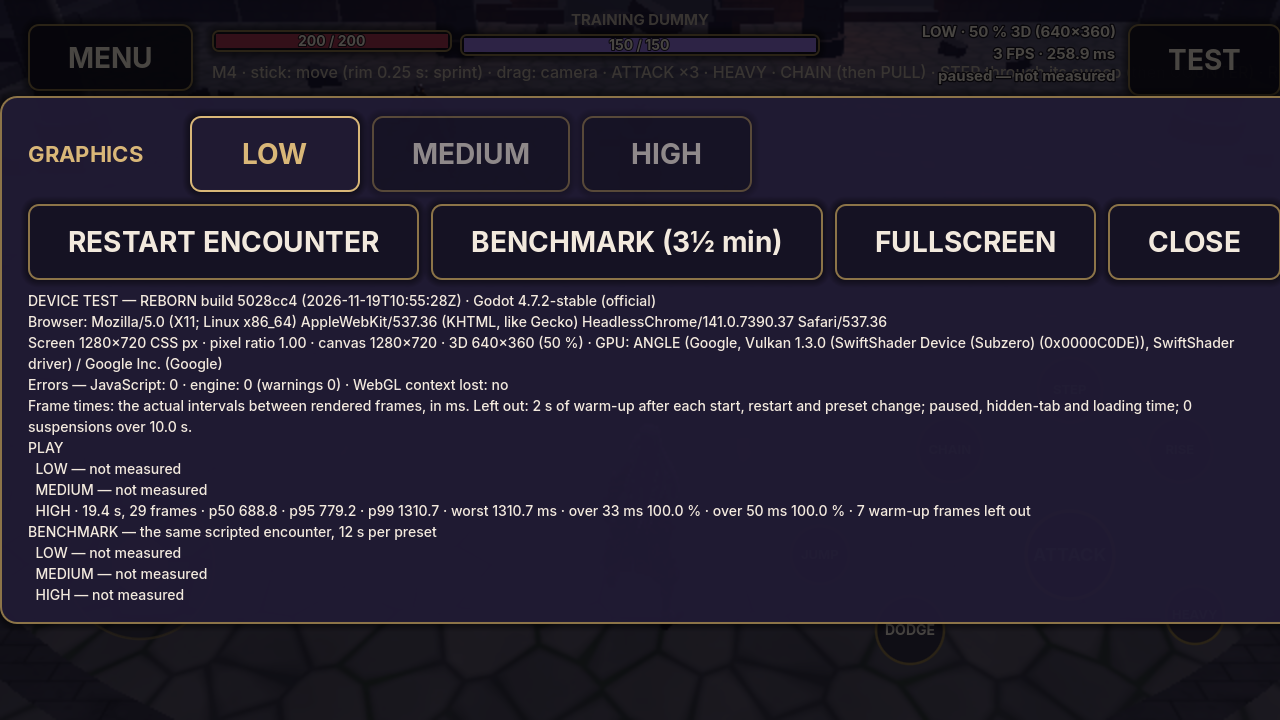 TRAINING DUMMY
MENU
200 / 200
150 / 150
LOW · 50 % 3D (640×360)
3 FPS · 258.9 ms
paused — not measured
TEST
M4 · stick: move (rim 0.25 s: sprint) · drag: camera · ATTACK ×3 · HEAVY · CHAIN (then PULL) · STEP
GRAPHICS
LOW
MEDIUM
HIGH
RESTART ENCOUNTER
BENCHMARK (3½ min)
FULLSCREEN
CLOSE
DEVICE TEST — REBORN build 5028cc4 (2026-11-19T10:55:28Z) · Godot 4.7.2-stable (official)
Browser: Mozilla/5.0 (X11; Linux x86_64) AppleWebKit/537.36 (KHTML, like Gecko) HeadlessChrome/141.0.7390.37 Safari/537.36
Screen 1280×720 CSS px · pixel ratio 1.00 · canvas 1280×720 · 3D 640×360 (50 %) · GPU: ANGLE (Google, Vulkan 1.3.0 (SwiftShader Device (Subzero) (0x0000C0DE)), SwiftShader
driver) / Google Inc. (Google)
Errors — JavaScript: 0 · engine: 0 (warnings 0) · WebGL context lost: no
Frame times: the actual intervals between rendered frames, in ms. Left out: 2 s of warm-up after each start, restart and preset change; paused, hidden-tab and loading time; 0
suspensions over 10.0 s.
PLAY
LOW — not measured
MEDIUM — not measured
HIGH · 19.4 s, 29 frames · p50 688.8 · p95 779.2 · p99 1310.7 · worst 1310.7 ms · over 33 ms 100.0 % · over 50 ms 100.0 % · 7 warm-up frames left out
BENCHMARK — the same scripted encounter, 12 s per preset
LOW — not measured
MEDIUM — not measured
HIGH — not measured
DODGE